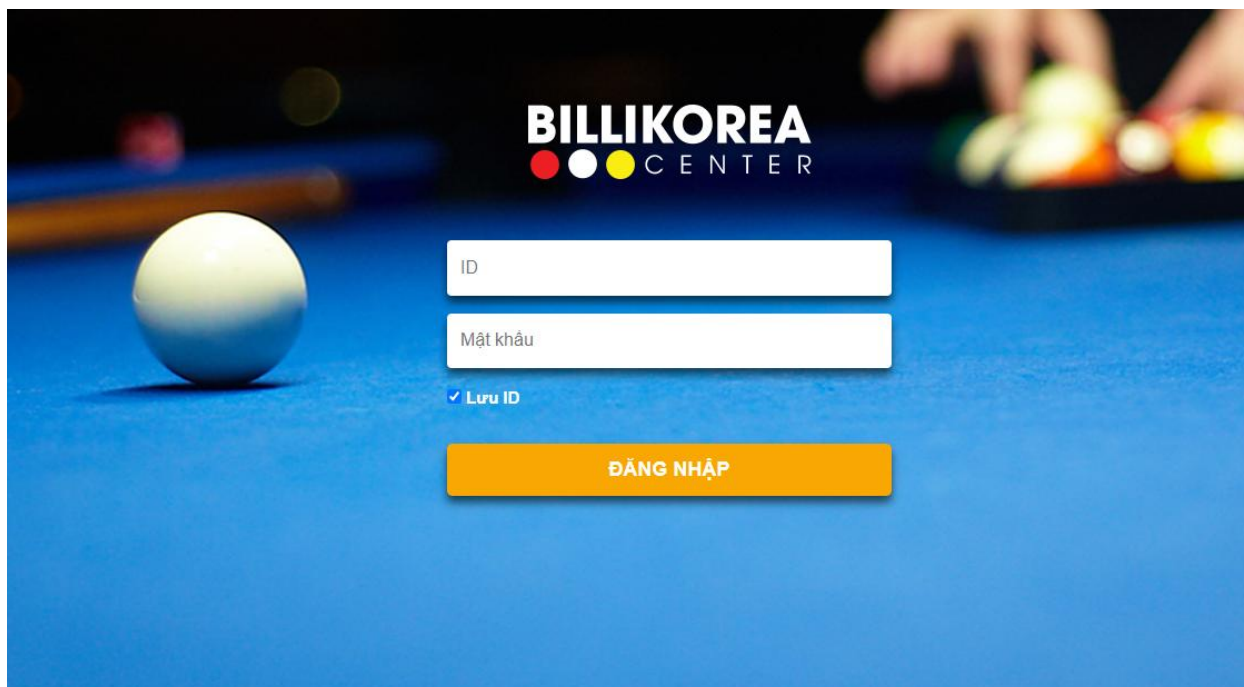 BILLIKOREA
CENTER
ID
Mật khẩu
Lưu ID
ĐĂNG NHẬP